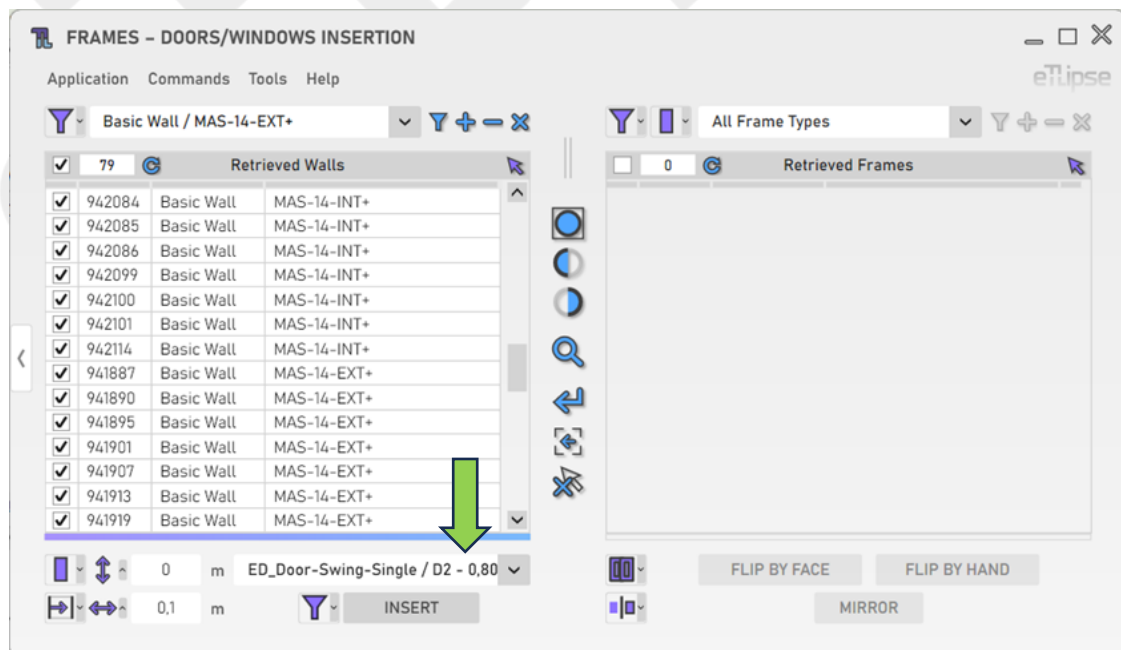 FRAMES – DOORS/WINDOWS INSERTION
Application Commands Tools Help
eTLipse
Basic Wall / MAS-14-EXT+
All Frame Types
79 Retrieved Walls
0 Retrieved Frames
942084 Basic Wall MAS-14-INT+
942085 Basic Wall MAS-14-INT+
942086 Basic Wall MAS-14-INT+
942099 Basic Wall MAS-14-INT+
942100 Basic Wall MAS-14-INT+
942101 Basic Wall MAS-14-INT+
942114 Basic Wall MAS-14-INT+
941887 Basic Wall MAS-14-EXT+
941890 Basic Wall MAS-14-EXT+
941895 Basic Wall MAS-14-EXT+
941901 Basic Wall MAS-14-EXT+
941907 Basic Wall MAS-14-EXT+
941913 Basic Wall MAS-14-EXT+
941919 Basic Wall MAS-14-EXT+
0 m ED_Door-Swing-Single / D2 - 0,80
FLIP BY FACE FLIP BY HAND
0,1 m INSERT
MIRROR